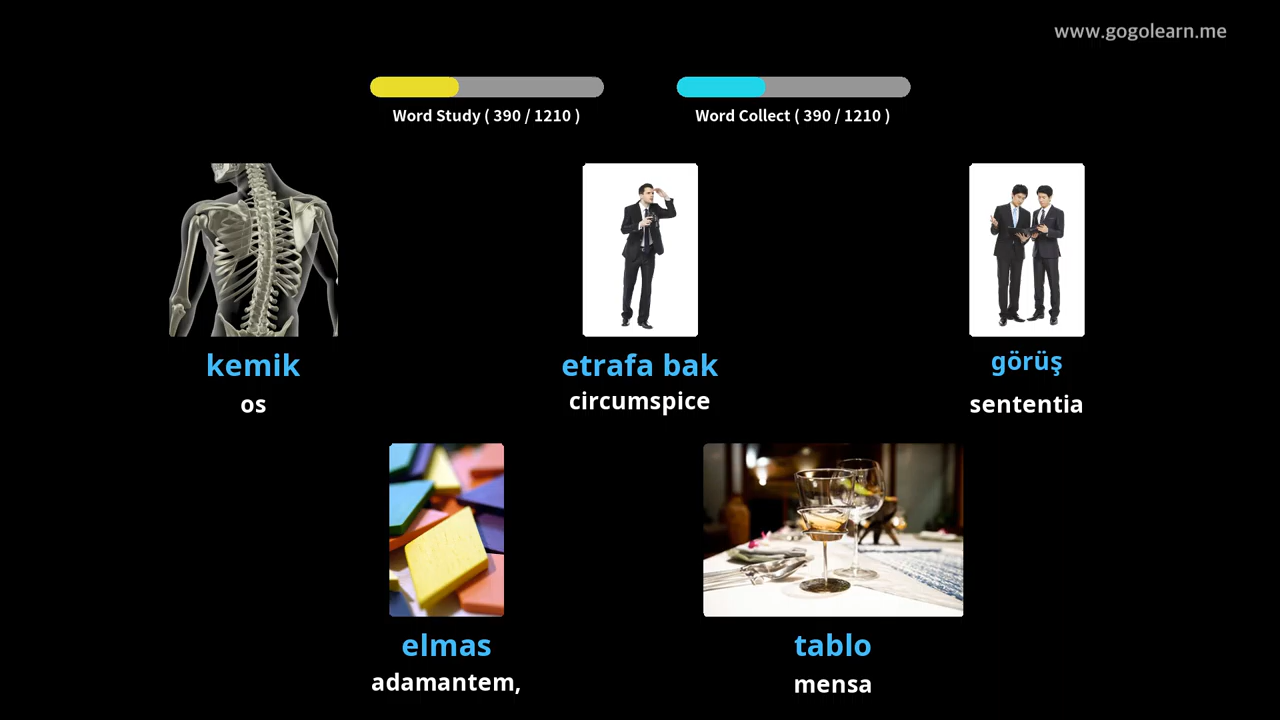 www.gogolearn.me
Word Study ( 390 / 1210 )
Word Collect ( 390 / 1210 )
kemik
os
etrafa bak
circumspice
görüş
sententia
elmas
adamantem,
tablo
mensa